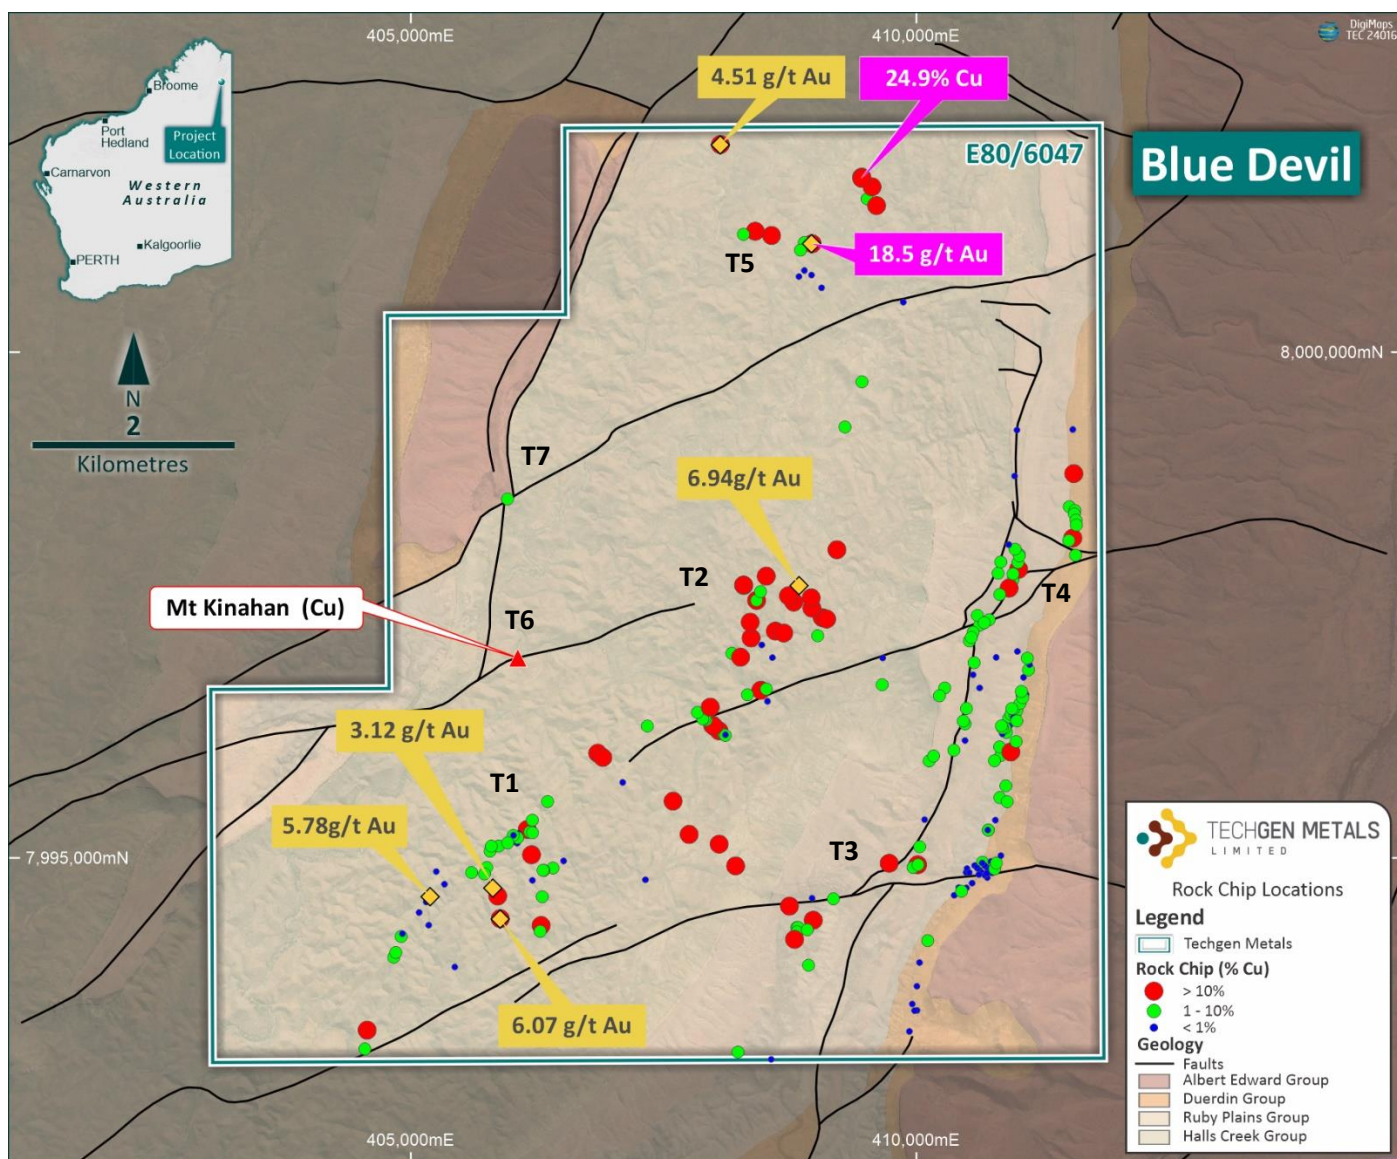 405,000mE
410,000mE
DigiMaps
TEC 24016
Broome
Port
Hedland
Project
Location
Carnarvon
Western
Australia
Kalgoorlie
PERTH
4.51 g/t Au
24.9% Cu
E80/6047
Blue Devil
18.5 g/t Au
T5
N
2
Kilometres
8,000,000mN
T7
6.94g/t Au
T2
T4
Mt Kinahan (Cu)
T6
3.12 g/t Au
T1
5.78g/t Au
T3
7,995,000mN
6.07 g/t Au
TECHGEN METALS
LIMITED
Rock Chip Locations
Legend
Techgen Metals
Rock Chip (% Cu)
> 10%
1 - 10%
< 1%
Geology
Faults
Albert Edward Group
Duerdin Group
Ruby Plains Group
Halls Creek Group
405,000mE
410,000mE